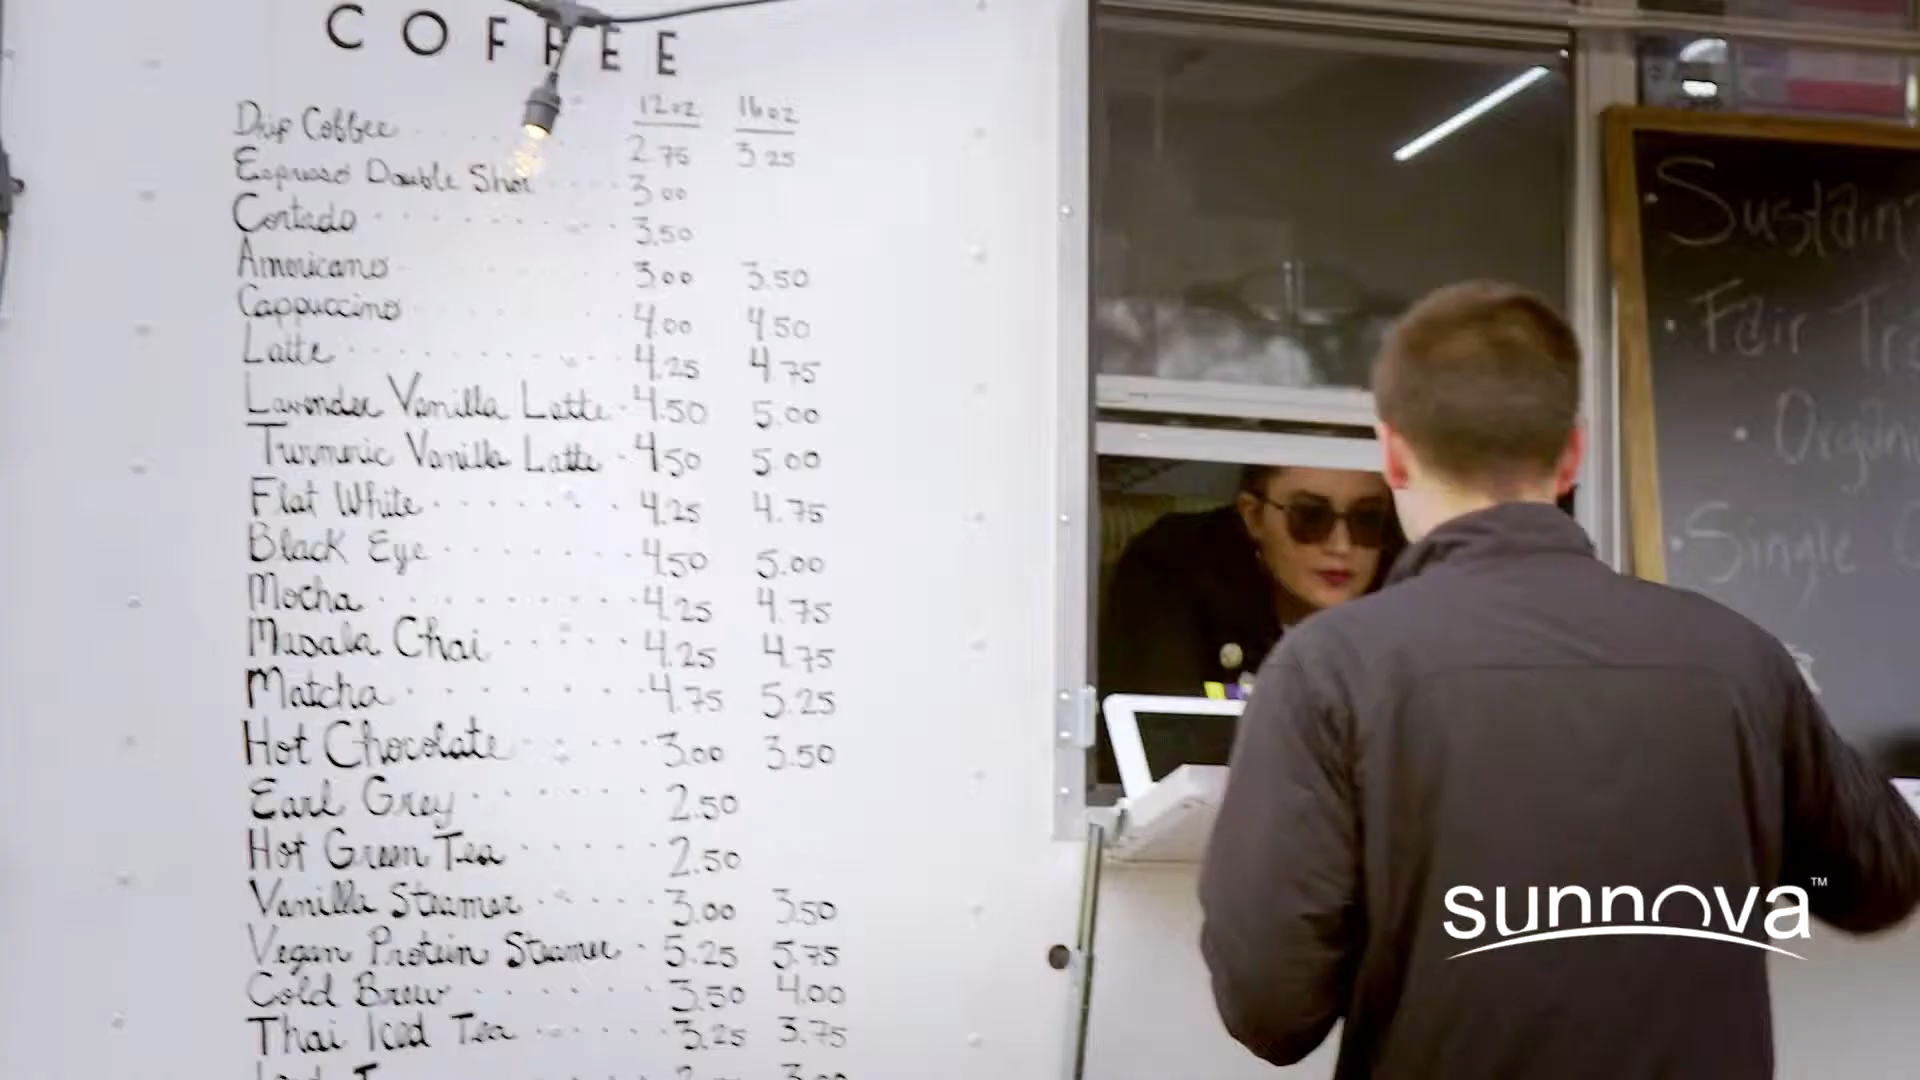 COFFEE
12oz 16oz
Drip Coffee 2.75 3.25
Espresso Double Shot 3.00
Cortado 3.50
Americano 3.00 3.50
Cappuccino 4.00 4.50
Latte 4.25 4.75
Lavender Vanilla Latte 4.50 5.00
Turmeric Vanilla Latte 4.50 5.00
Flat White 4.25 4.75
Black Eye 4.50 5.00
Mocha 4.25 4.75
Masala Chai 4.25 4.75
Matcha 4.75 5.25
Hot Chocolate 3.00 3.50
Earl Grey 2.50
Hot Green Tea 2.50
Vanilla Steamer 3.00 3.50
Vegan Protein Steamer 5.25 5.75
Cold Brew 3.50 4.00
Thai Iced Tea 3.25 3.75
3.00
Sustain
Fair Tr
Organ
Single
sunnova™